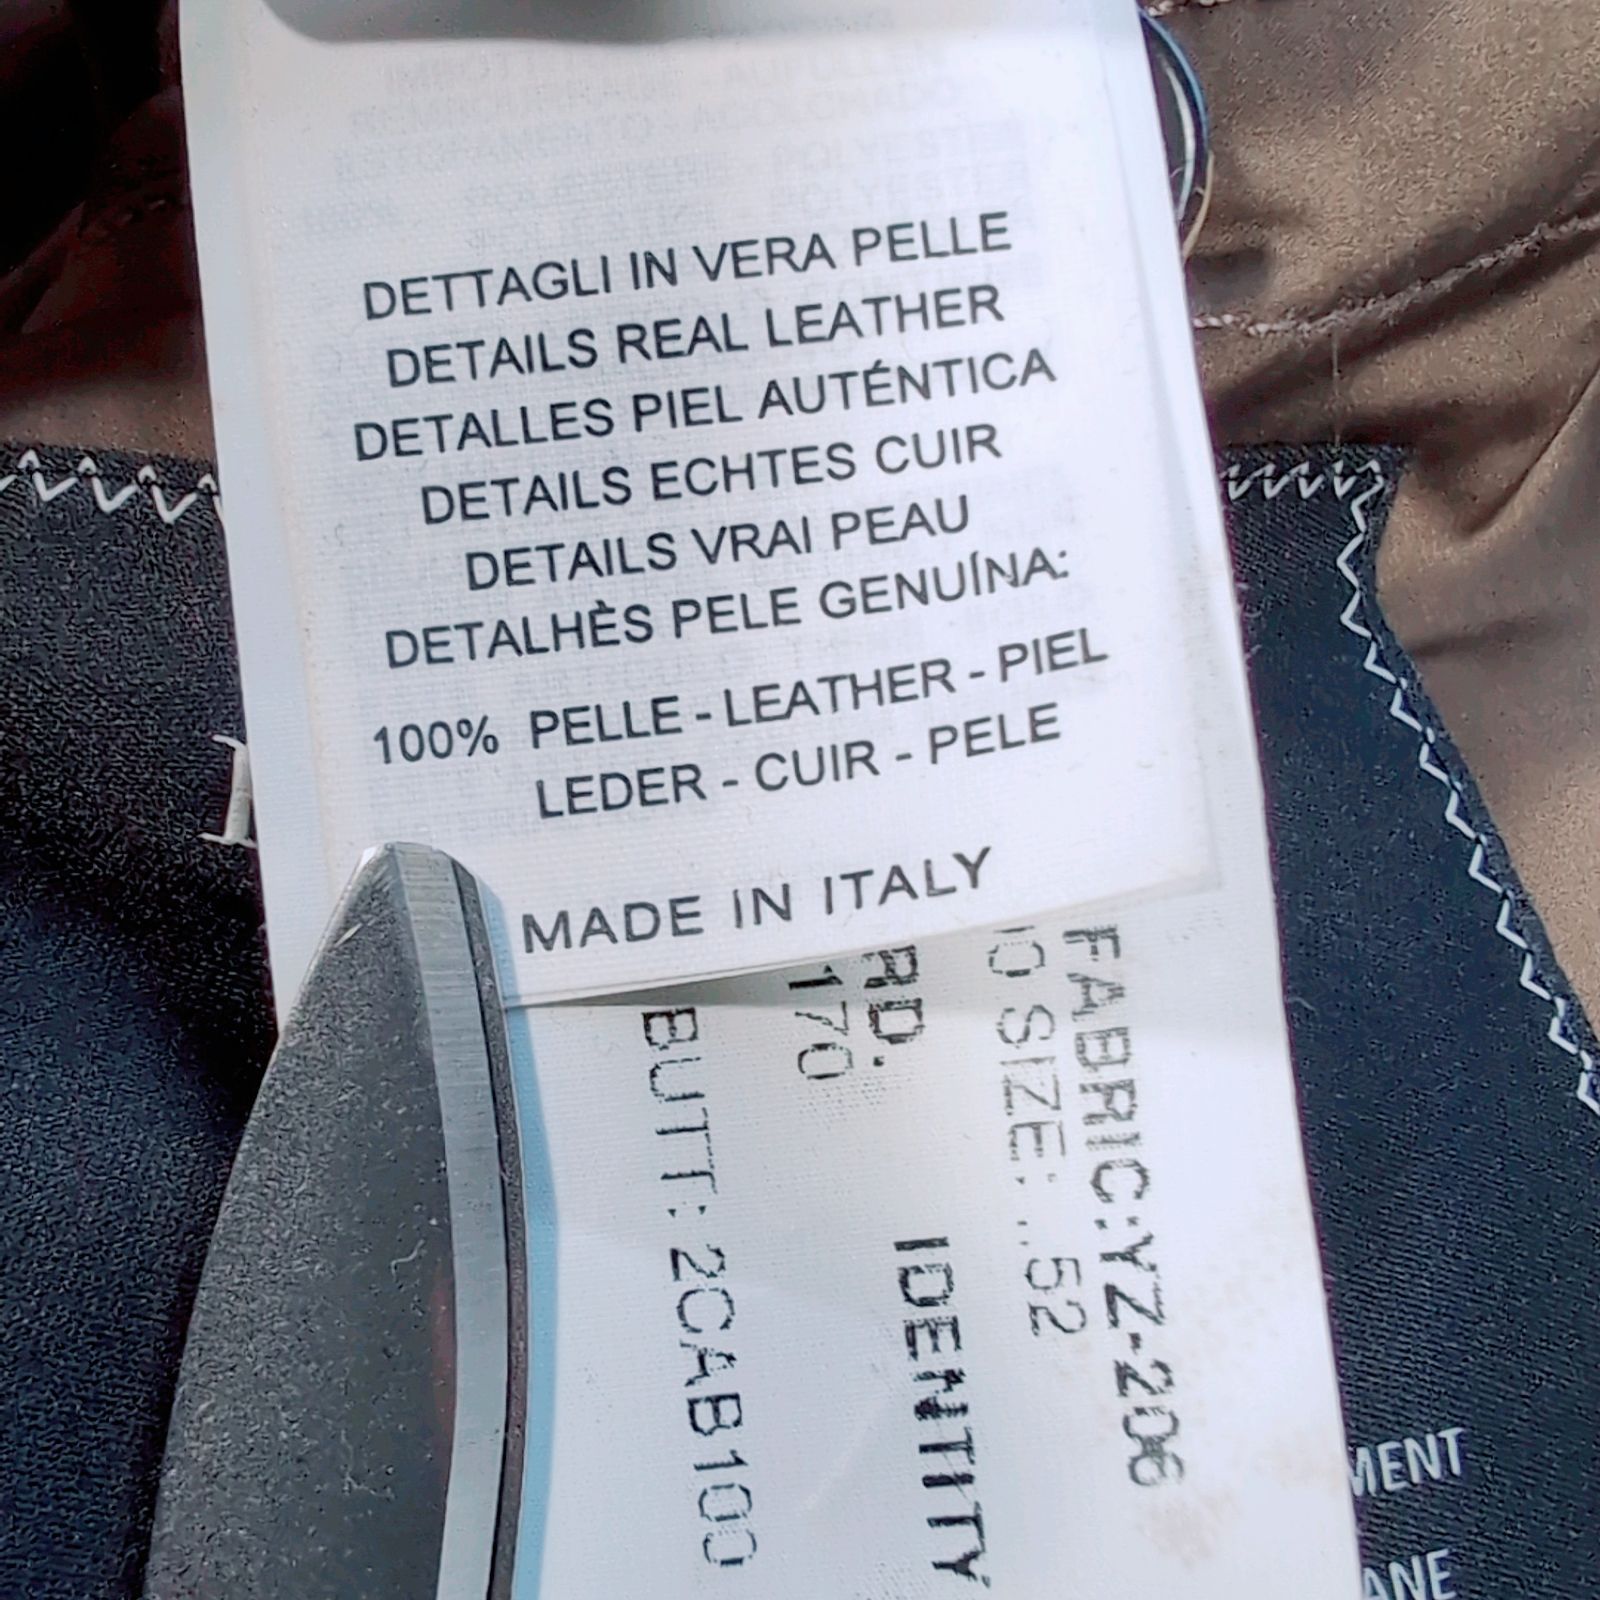 DETTAGLI IN VERA PELLE
DETAILS REAL LEATHER
DETALLES PIEL AUTÉNTICA
DETAILS ECHTES CUIR
DETAILS VRAI PEAU
DETALHÈS PELE GENUÍNA:
100% PELLE - LEATHER - PIEL
LEDER - CUIR - PELE
MADE IN ITALY
FABRIC:YZ-206
SIZE:..52
RD. IDENTITY
170
BUTT:2CAB100
MENT
ANE